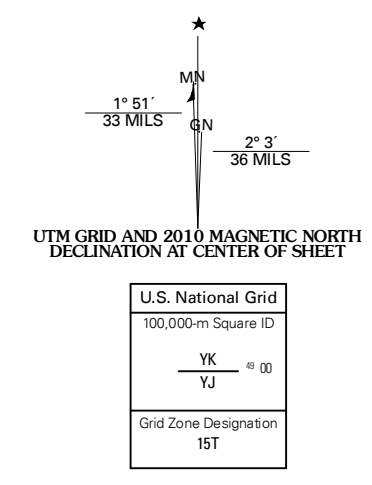 ★
MN
1° 51´
33 MILS
GN
2° 3´
36 MILS
UTM GRID AND 2010 MAGNETIC NORTH
DECLINATION AT CENTER OF SHEET
U.S. National Grid
100,000-m Square ID
YK
49 00
YJ
Grid Zone Designation
15T